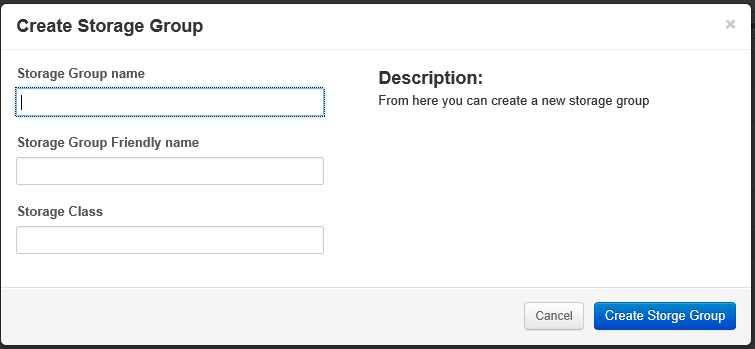 Create Storage Group
×
Storage Group name
Description:
From here you can create a new storage group
Storage Group Friendly name
Storage Class
Cancel
Create Storge Group